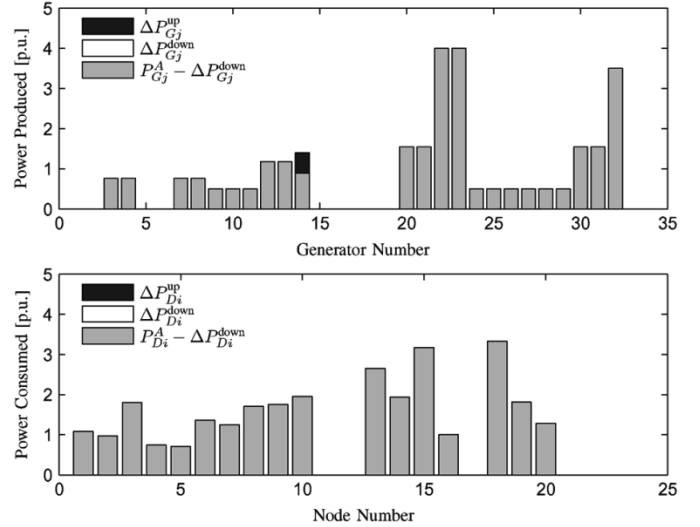 5
4
3
2
1
0
Power Produced [p.u.]
ΔP_{Gj}^{up}
ΔP_{Gj}^{down}
P_{Gj}^{A} − ΔP_{Gj}^{down}
0 5 10 15 20 25 30 35
Generator Number
5
4
3
2
1
0
Power Consumed [p.u.]
ΔP_{Di}^{up}
ΔP_{Di}^{down}
P_{Di}^{A} − ΔP_{Di}^{down}
0 5 10 15 20 25
Node Number